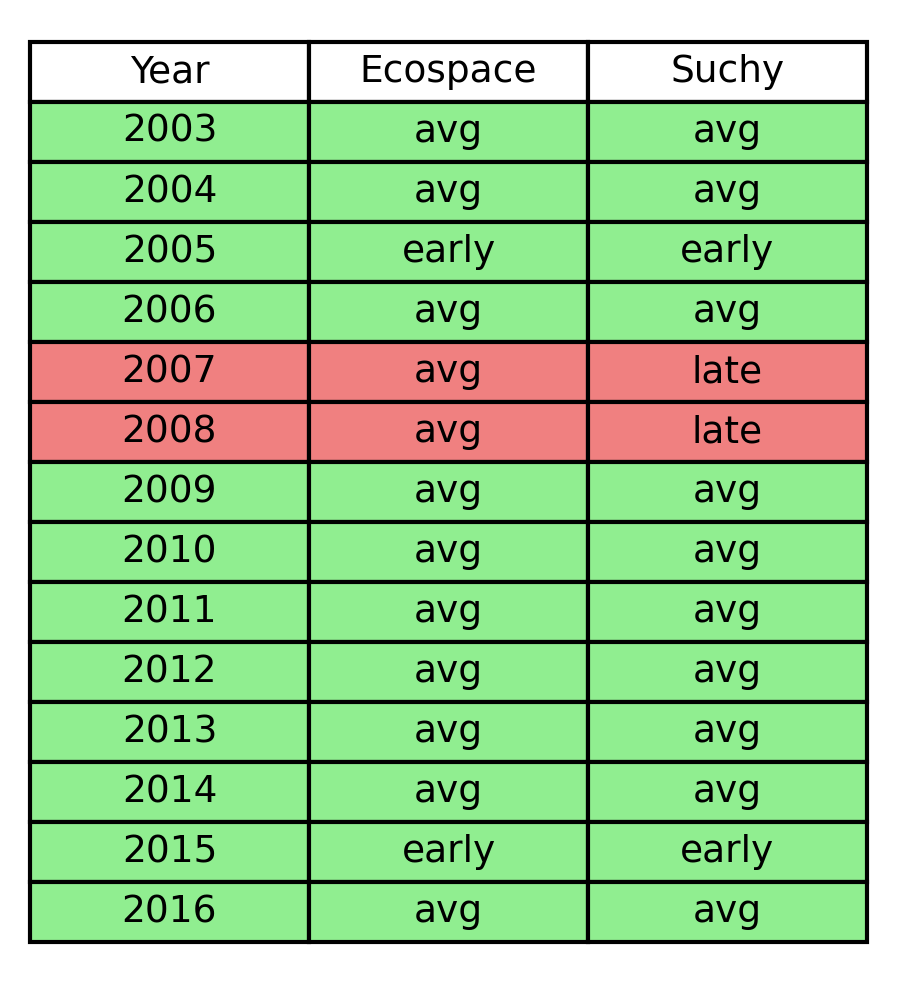 Year Ecospace Suchy
2003 avg avg
2004 avg avg
2005 early early
2006 avg avg
2007 avg late
2008 avg late
2009 avg avg
2010 avg avg
2011 avg avg
2012 avg avg
2013 avg avg
2014 avg avg
2015 early early
2016 avg avg